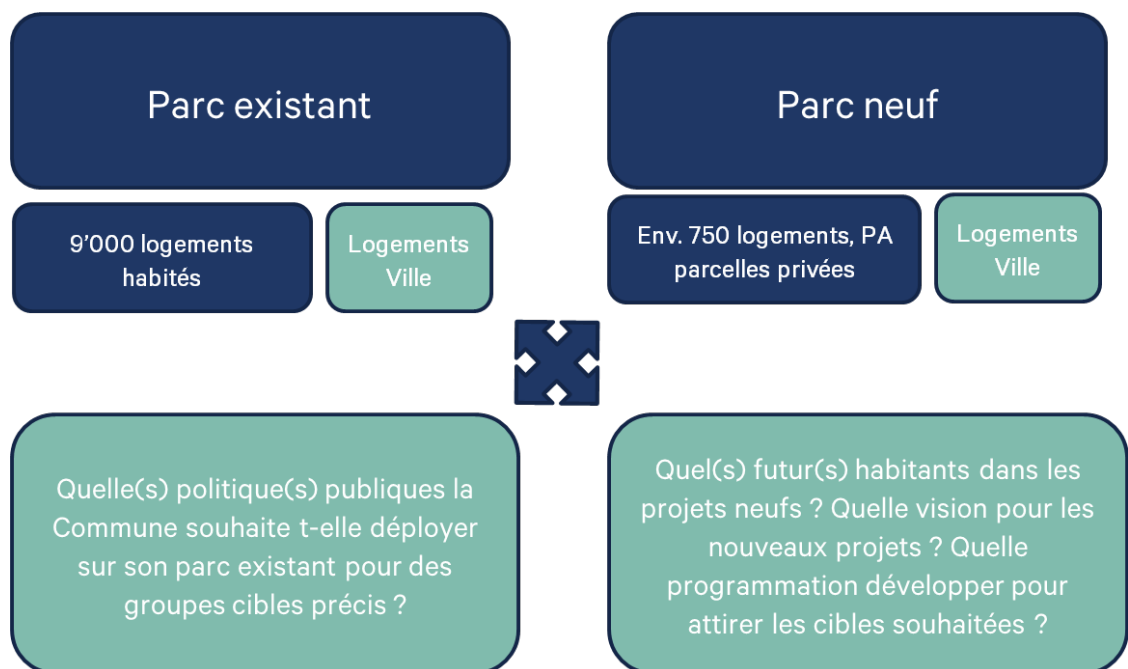 Parc existant
Parc neuf
9'000 logements
habités
Logements
Ville
Env. 750 logements, PA
parcelles privées
Logements
Ville
Quelle(s) politique(s) publiques la
Commune souhaite t-elle déployer
sur son parc existant pour des
groupes cibles précis ?
Quel(s) futur(s) habitants dans les
projets neufs ? Quelle vision pour les
nouveaux projets ? Quelle
programmation développer pour
attirer les cibles souhaitées ?